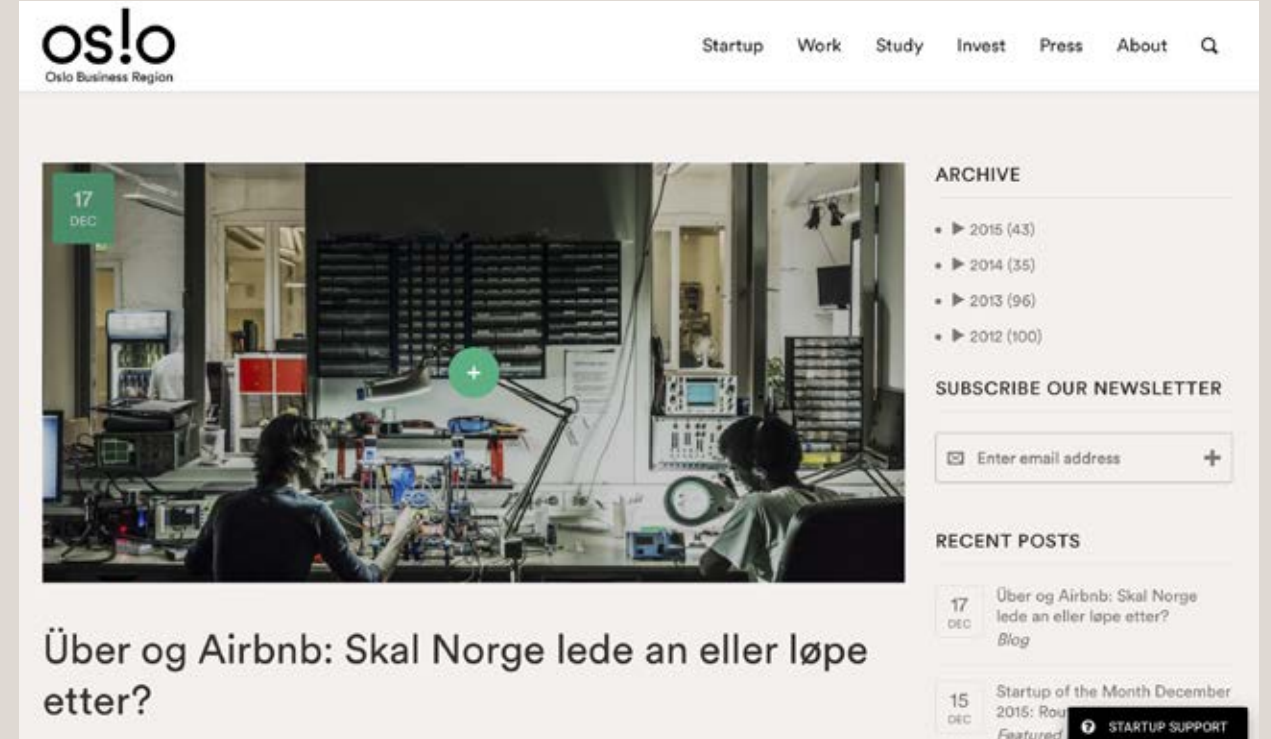 os!o
Oslo Business Region
Startup Work Study Invest Press About
17
DEC
Über og Airbnb: Skal Norge lede an eller løpe
etter?
ARCHIVE
2015 (43)
2014 (35)
2013 (96)
2012 (100)
SUBSCRIBE OUR NEWSLETTER
Enter email address
RECENT POSTS
17
DEC
Über og Airbnb: Skal Norge
lede an eller løpe etter?
Blog
15
DEC
Startup of the Month December
2015:
Featured
STARTUP SUPPORT